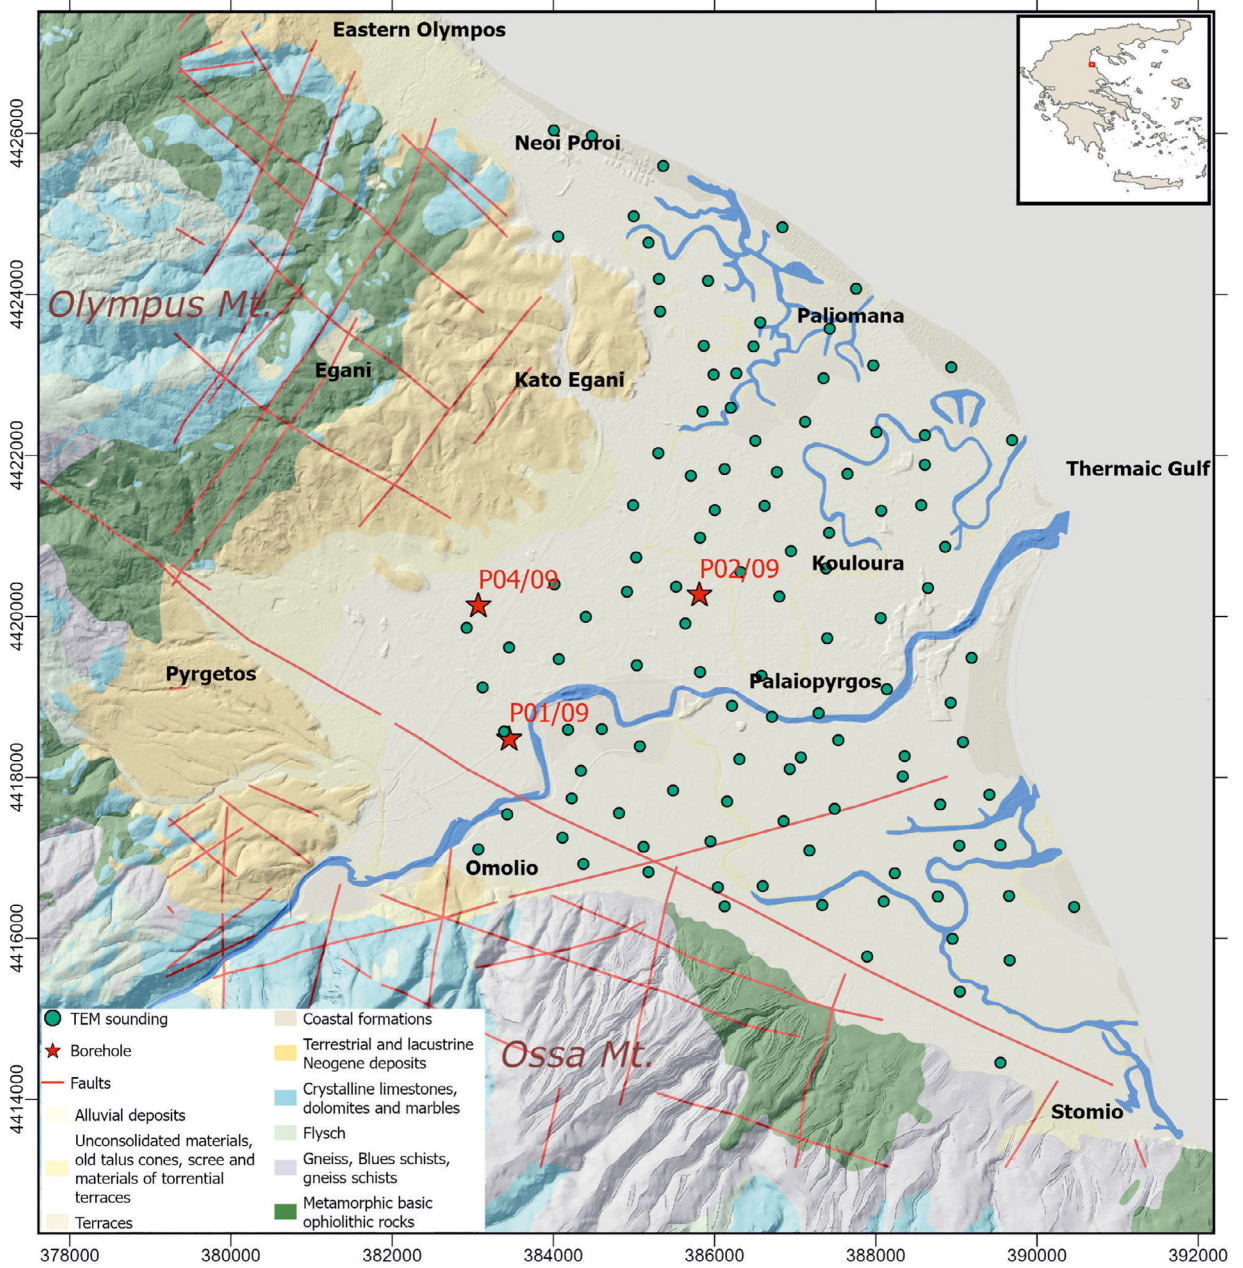 Eastern Olympos
Neoi Poroi
Olympus Mt.
Paliomana
Egani
Kato Egani
Thermaic Gulf
P04/09
P02/09
Kouloura
Pyrgetos
Palaiopyrgos
P01/09
Omolio
Ossa Mt.
Stomio
TEM sounding
Borehole
Faults
Alluvial deposits
Unconsolidated materials,
old talus cones, scree and
materials of torrential
terraces
Terraces
Coastal formations
Terrestrial and lacustrine
Neogene deposits
Crystalline limestones,
dolomites and marbles
Flysch
Gneiss, Blues schists,
gneiss schists
Metamorphic basic
ophiolithic rocks
4426000
4424000
4422000
4420000
4418000
4416000
4414000
378000
380000
382000
384000
386000
388000
390000
392000